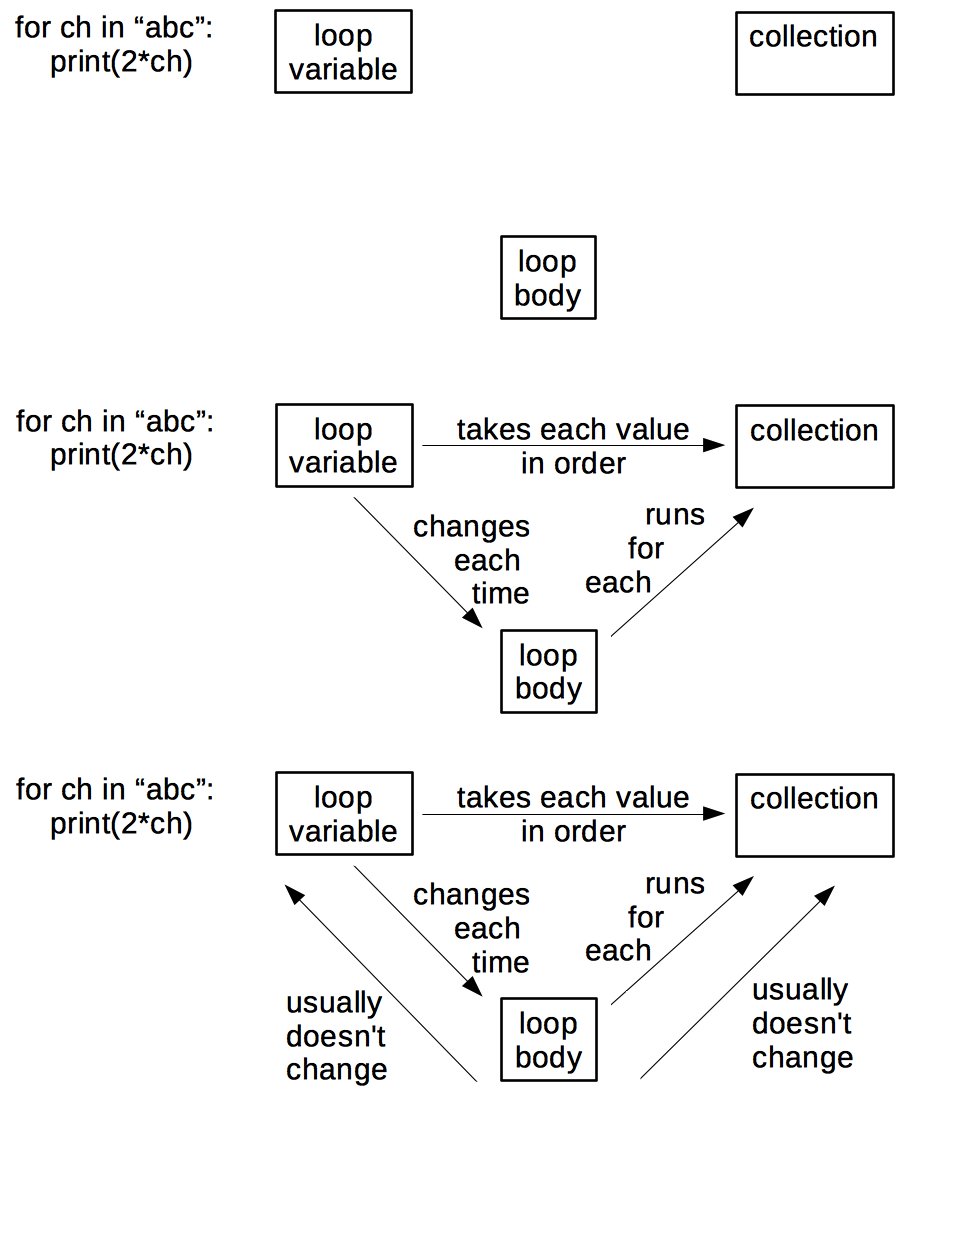 for ch in “abc”:
print(2*ch)
loop
variable
collection
loop
body
for ch in “abc”:
print(2*ch)
loop
variable
takes each value
in order
collection
changes
each
time
runs
for
each
loop
body
for ch in “abc”:
print(2*ch)
loop
variable
takes each value
in order
collection
changes
each
time
runs
for
each
usually
doesn't
change
loop
body
usually
doesn't
change